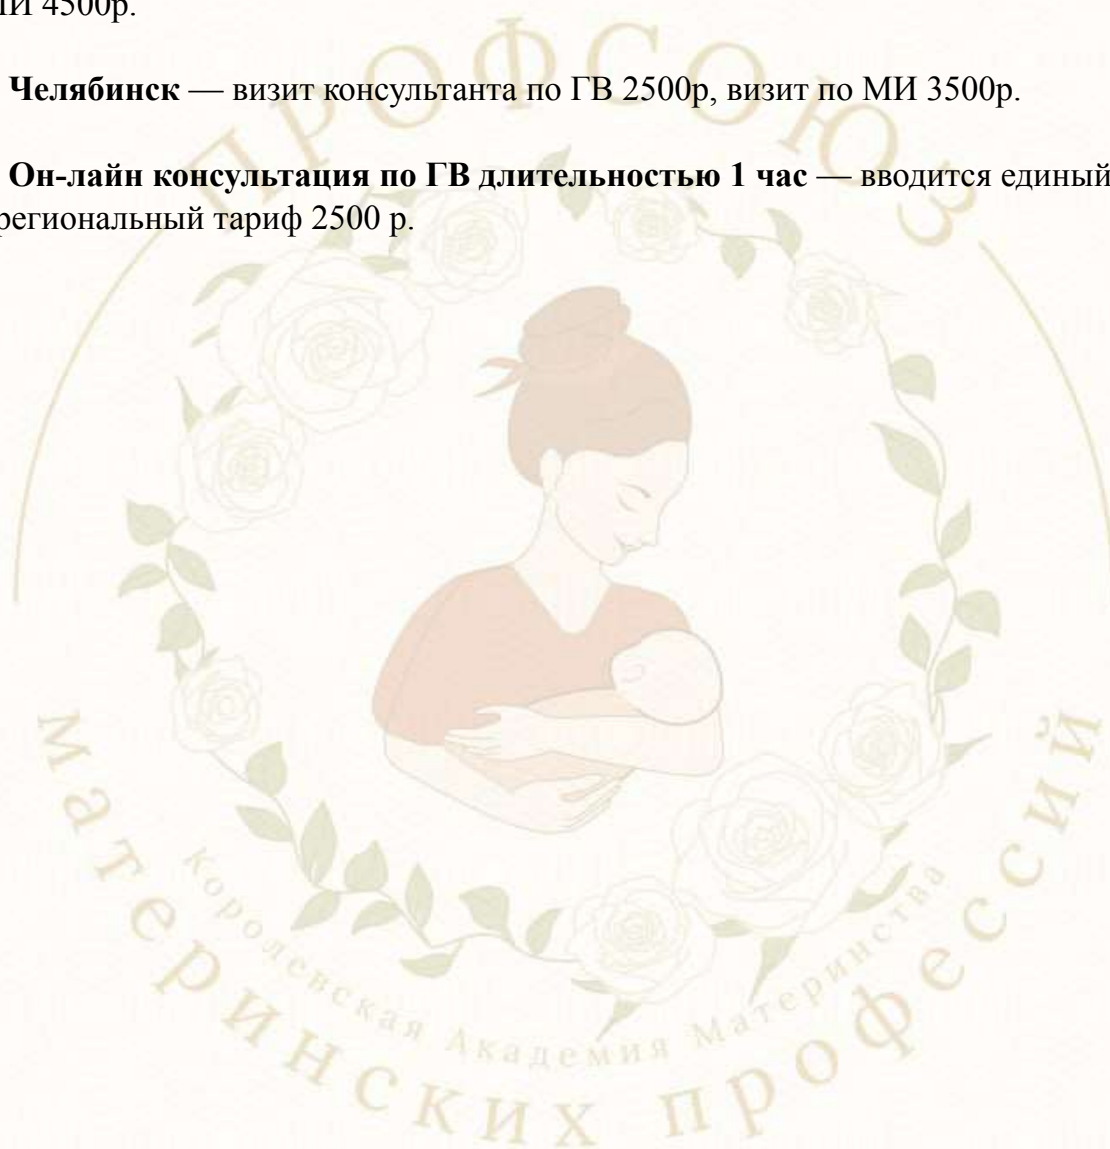 МИ 4500р.
Челябинск — визит консультанта по ГВ 2500р, визит по МИ 3500р.
Он-лайн консультация по ГВ длительностью 1 час — вводится единый
региональный тариф 2500 р.
ПРОФСОЮЗ
материнских профессий
Королевская Академия Материнства